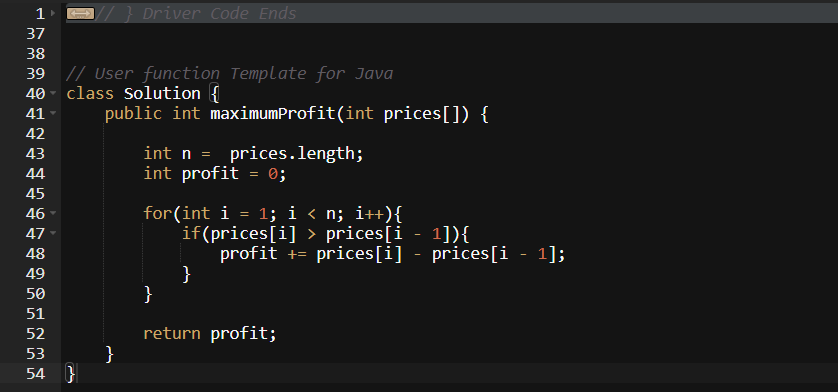 1 // } Driver Code Ends
37
38
39 // User function Template for Java
40 class Solution {
41     public int maximumProfit(int prices[]) {
42
43         int n =  prices.length;
44         int profit = 0;
45
46         for(int i = 1; i < n; i++){
47             if(prices[i] > prices[i - 1]){
48                 profit += prices[i] - prices[i - 1];
49             }
50         }
51
52         return profit;
53     }
54 }